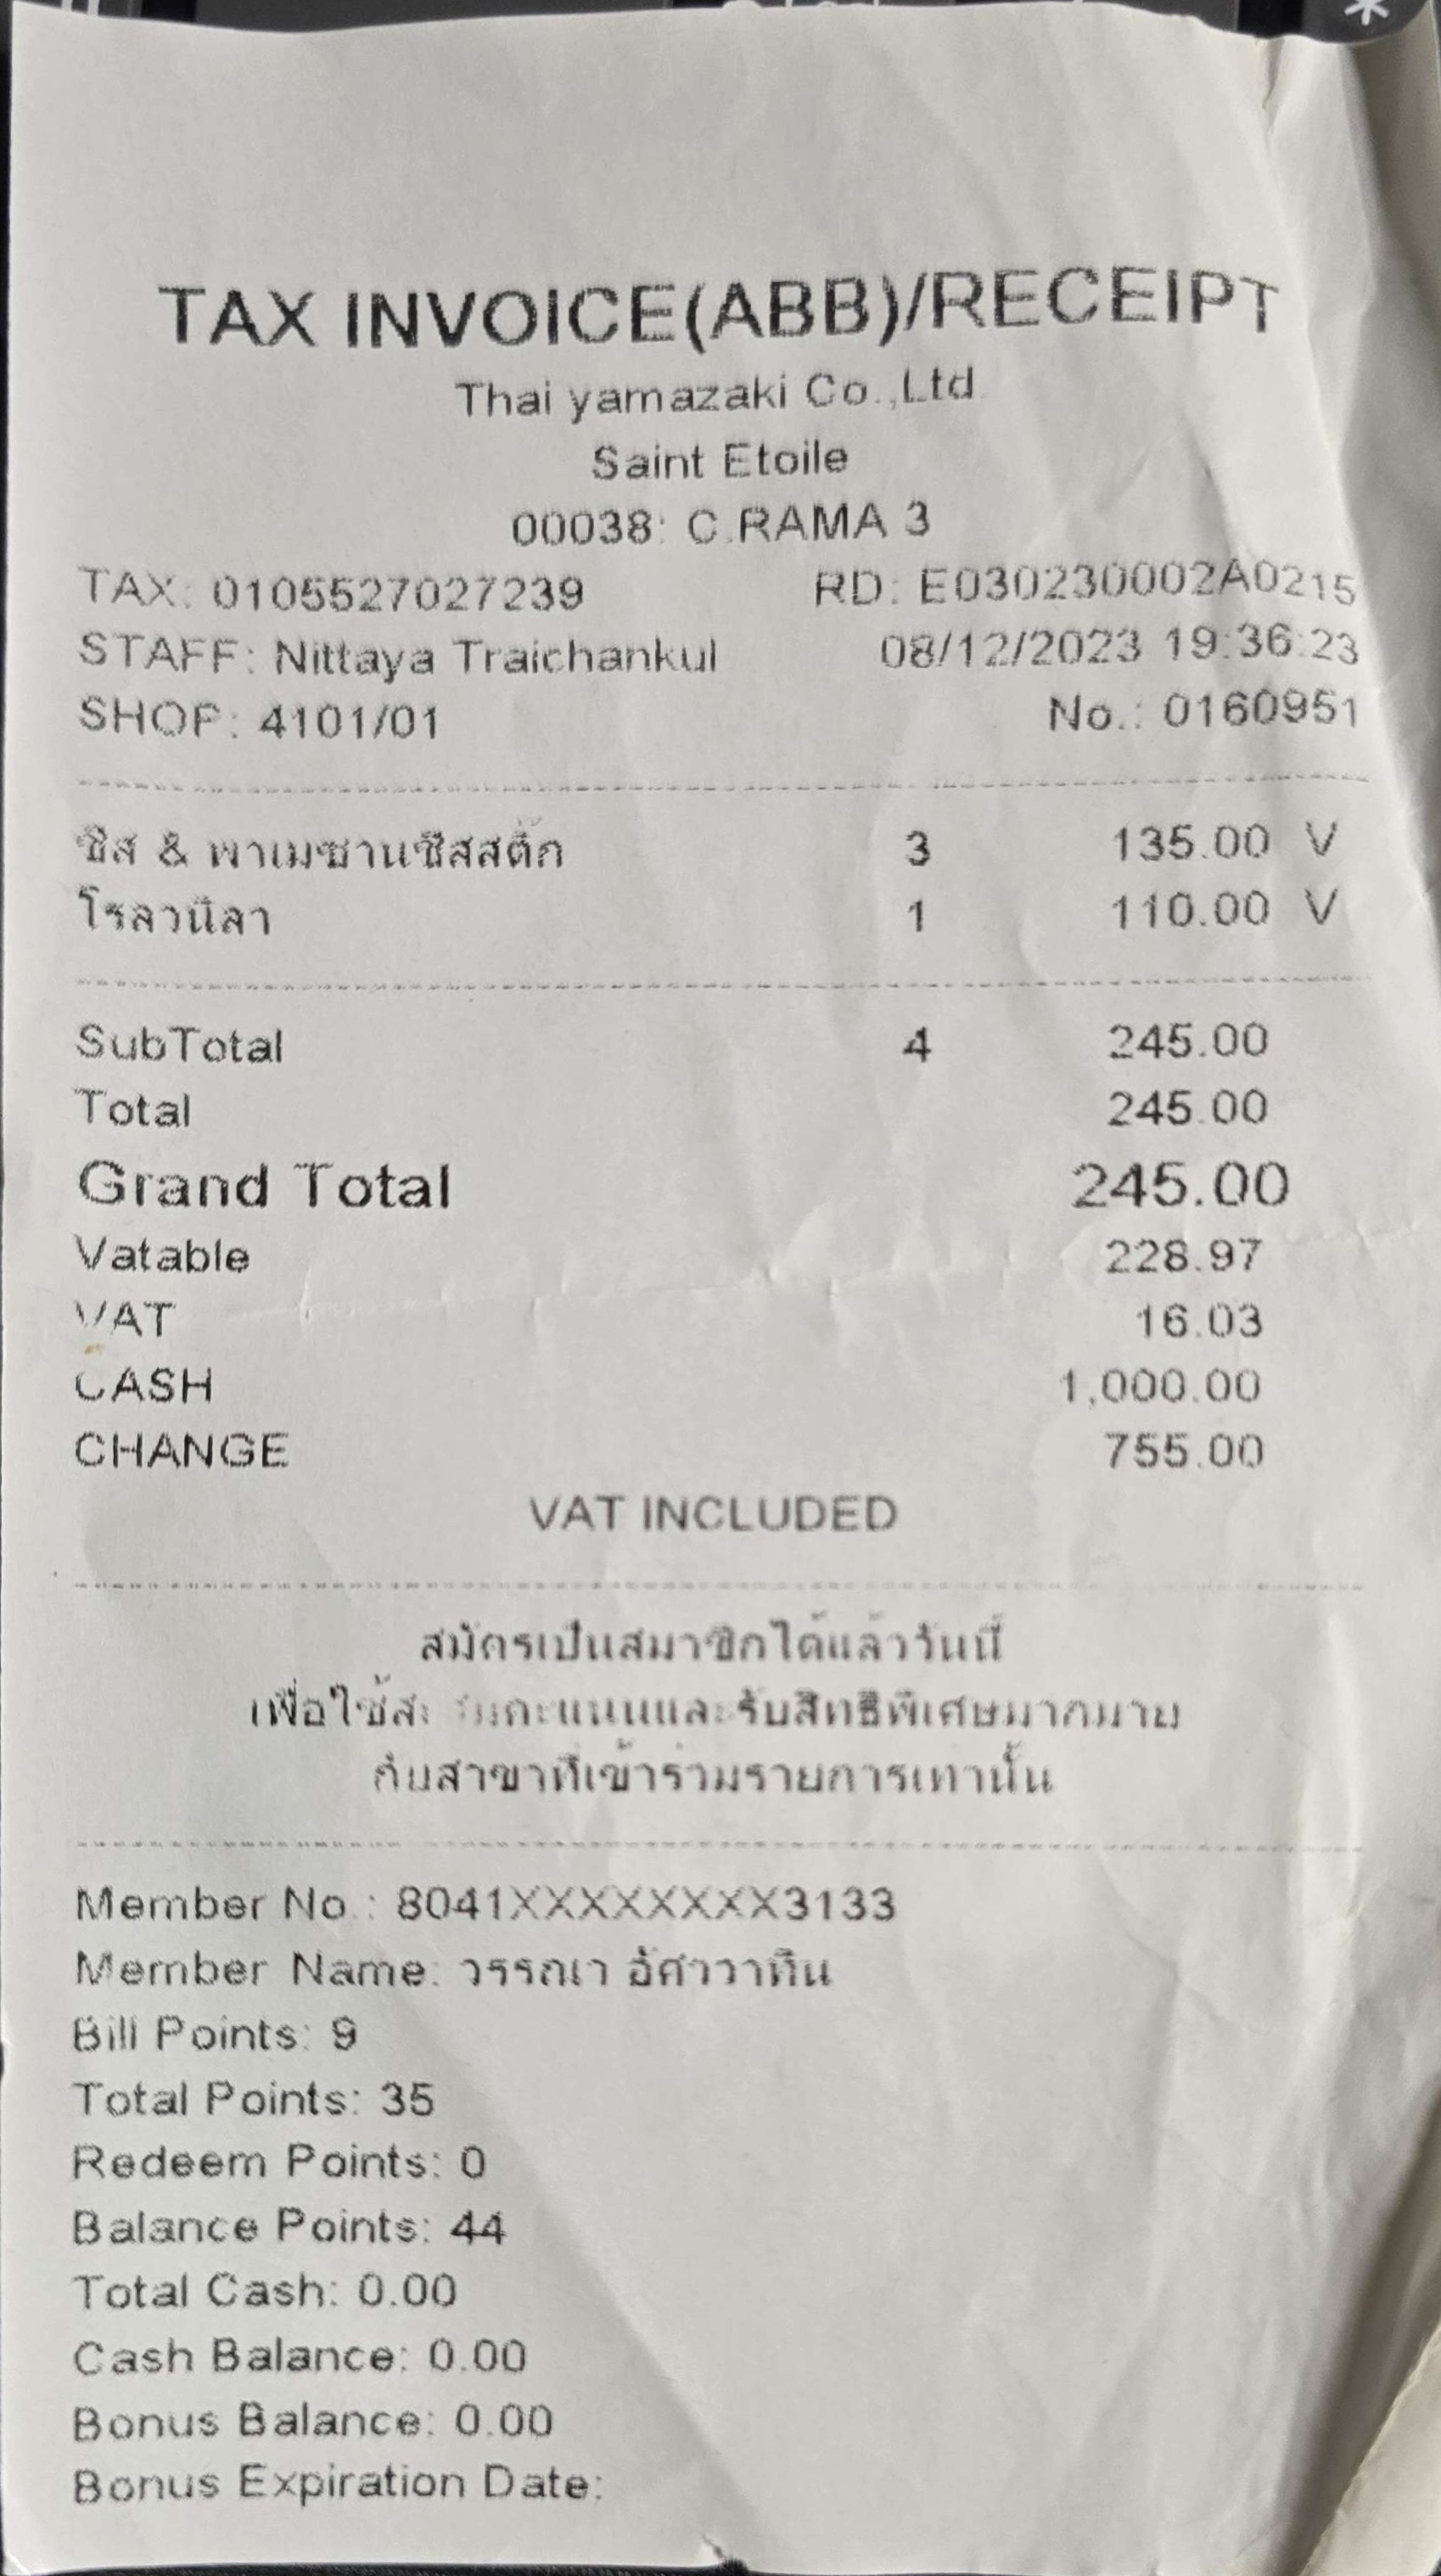 TAX INVOICE(ABB)/RECEIPT
Thai yamazaki Co.,Ltd.
Saint Etoile
00038: C.RAMA 3
TAX: 0105527027239 RD: E030230002A0215
STAFF: Nittaya Traichankul 08/12/2023 19:36:23
SHOP: 4101/01 No.: 0160951
ชีส & พาเมซานชีสสติ๊ก 3 135.00 V
โรลวนิลา 1 110.00 V
SubTotal 4 245.00
Total 245.00
Grand Total 245.00
Vatable 228.97
VAT 16.03
CASH 1,000.00
CHANGE 755.00
VAT INCLUDED
สมัครเป็นสมาชิกได้แล้ววันนี้
เพื่อใช้สะสมคะแนนและรับสิทธิพิเศษมากมาย
กับสาขาที่เข้าร่วมรายการเท่านั้น
Member No.: 8041XXXXXXXX3133
Member Name: วรรณา อัศววาทิน
Bill Points: 9
Total Points: 35
Redeem Points: 0
Balance Points: 44
Total Cash: 0.00
Cash Balance: 0.00
Bonus Balance: 0.00
Bonus Expiration Date: